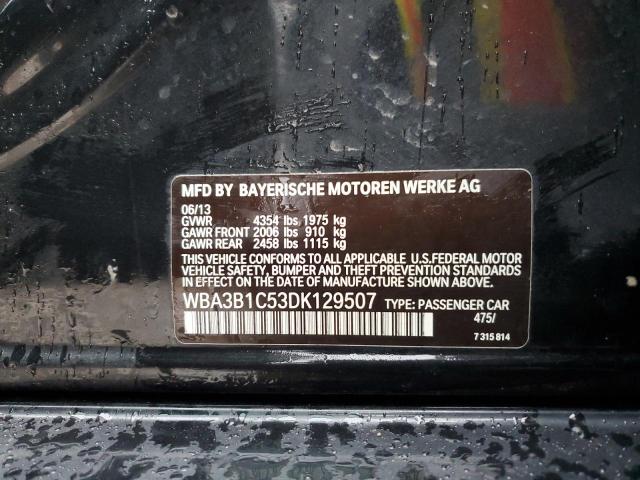 MFD BY BAYERISCHE MOTOREN WERKE AG
06/13
GVWR 4354 lbs 1975 kg
GAWR FRONT 2006 lbs 910 kg
GAWR REAR 2458 lbs 1115 kg
THIS VEHICLE CONFORMS TO ALL APPLICABLE U.S.FEDERAL MOTOR
VEHICLE SAFETY, BUMPER AND THEFT PREVENTION STANDARDS
IN EFFECT ON THE DATE OF MANUFACTURE SHOWN ABOVE.
WBA3B1C53DK129507 TYPE: PASSENGER CAR
475/
7 315 814